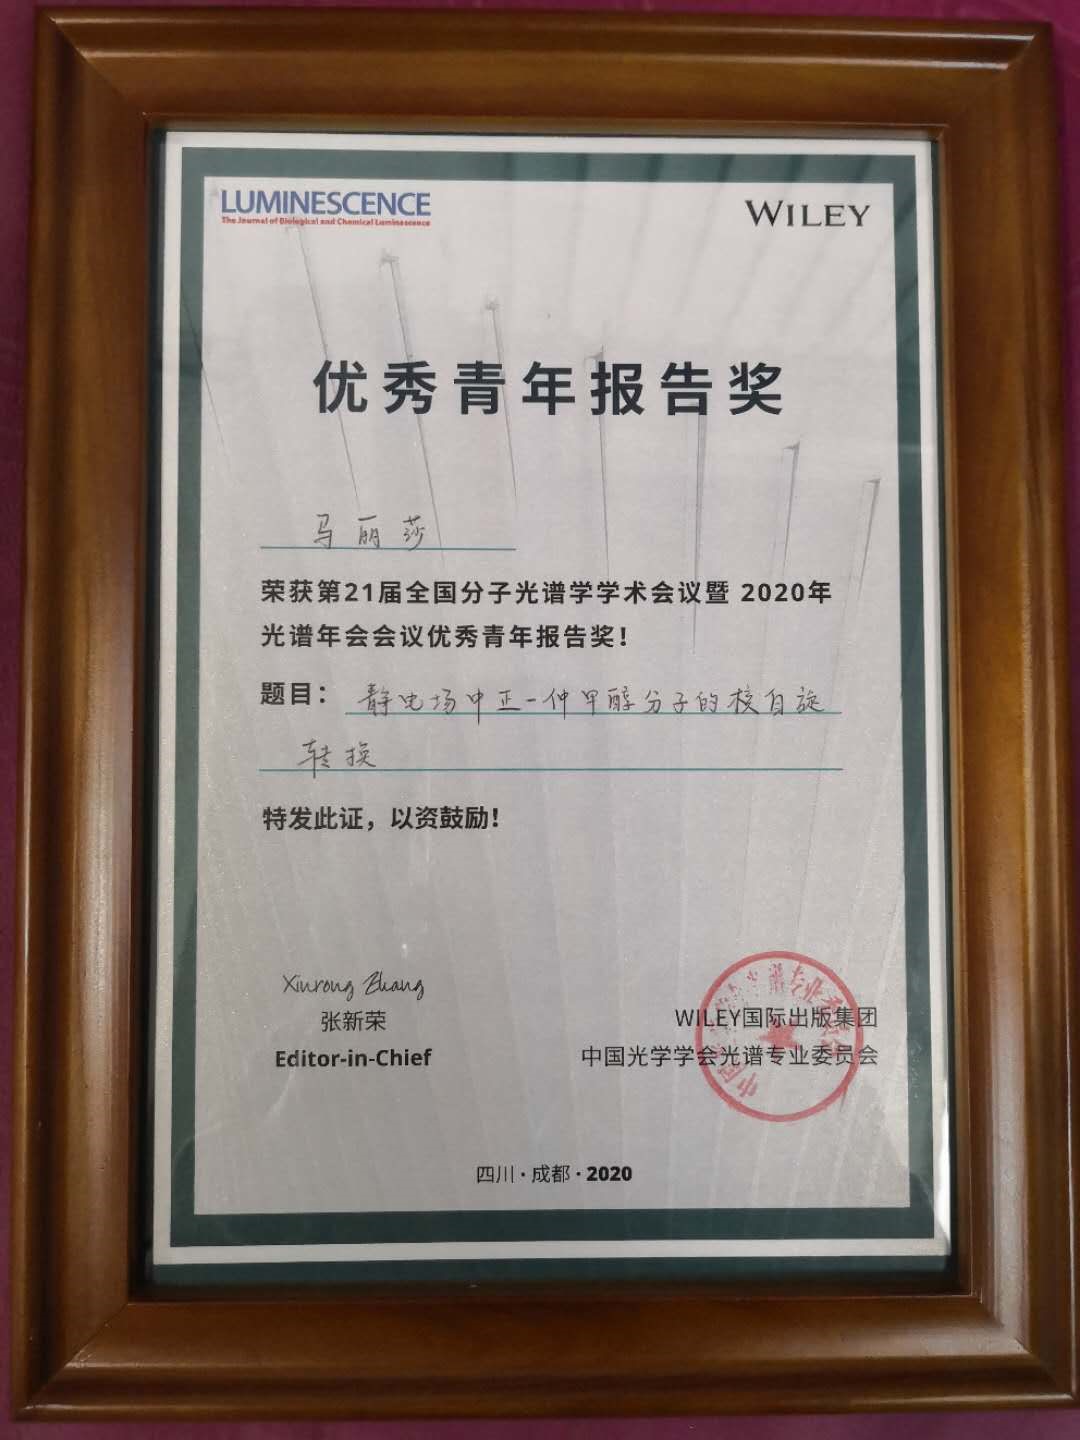 LUMINESCENCE
The Journal of Biological and Chemical Luminescence
WILEY
优秀青年报告奖
马丽莎
荣获第21届全国分子光谱学学术会议暨 2020年
光谱年会会议优秀青年报告奖！
题目：静电场中正-仲甲醇分子的核自旋
转换
特发此证，以资鼓励！
Xinrong Zhang
张新荣
Editor-in-Chief
WILEY国际出版集团
中国光学学会光谱专业委员会
四川·成都·2020